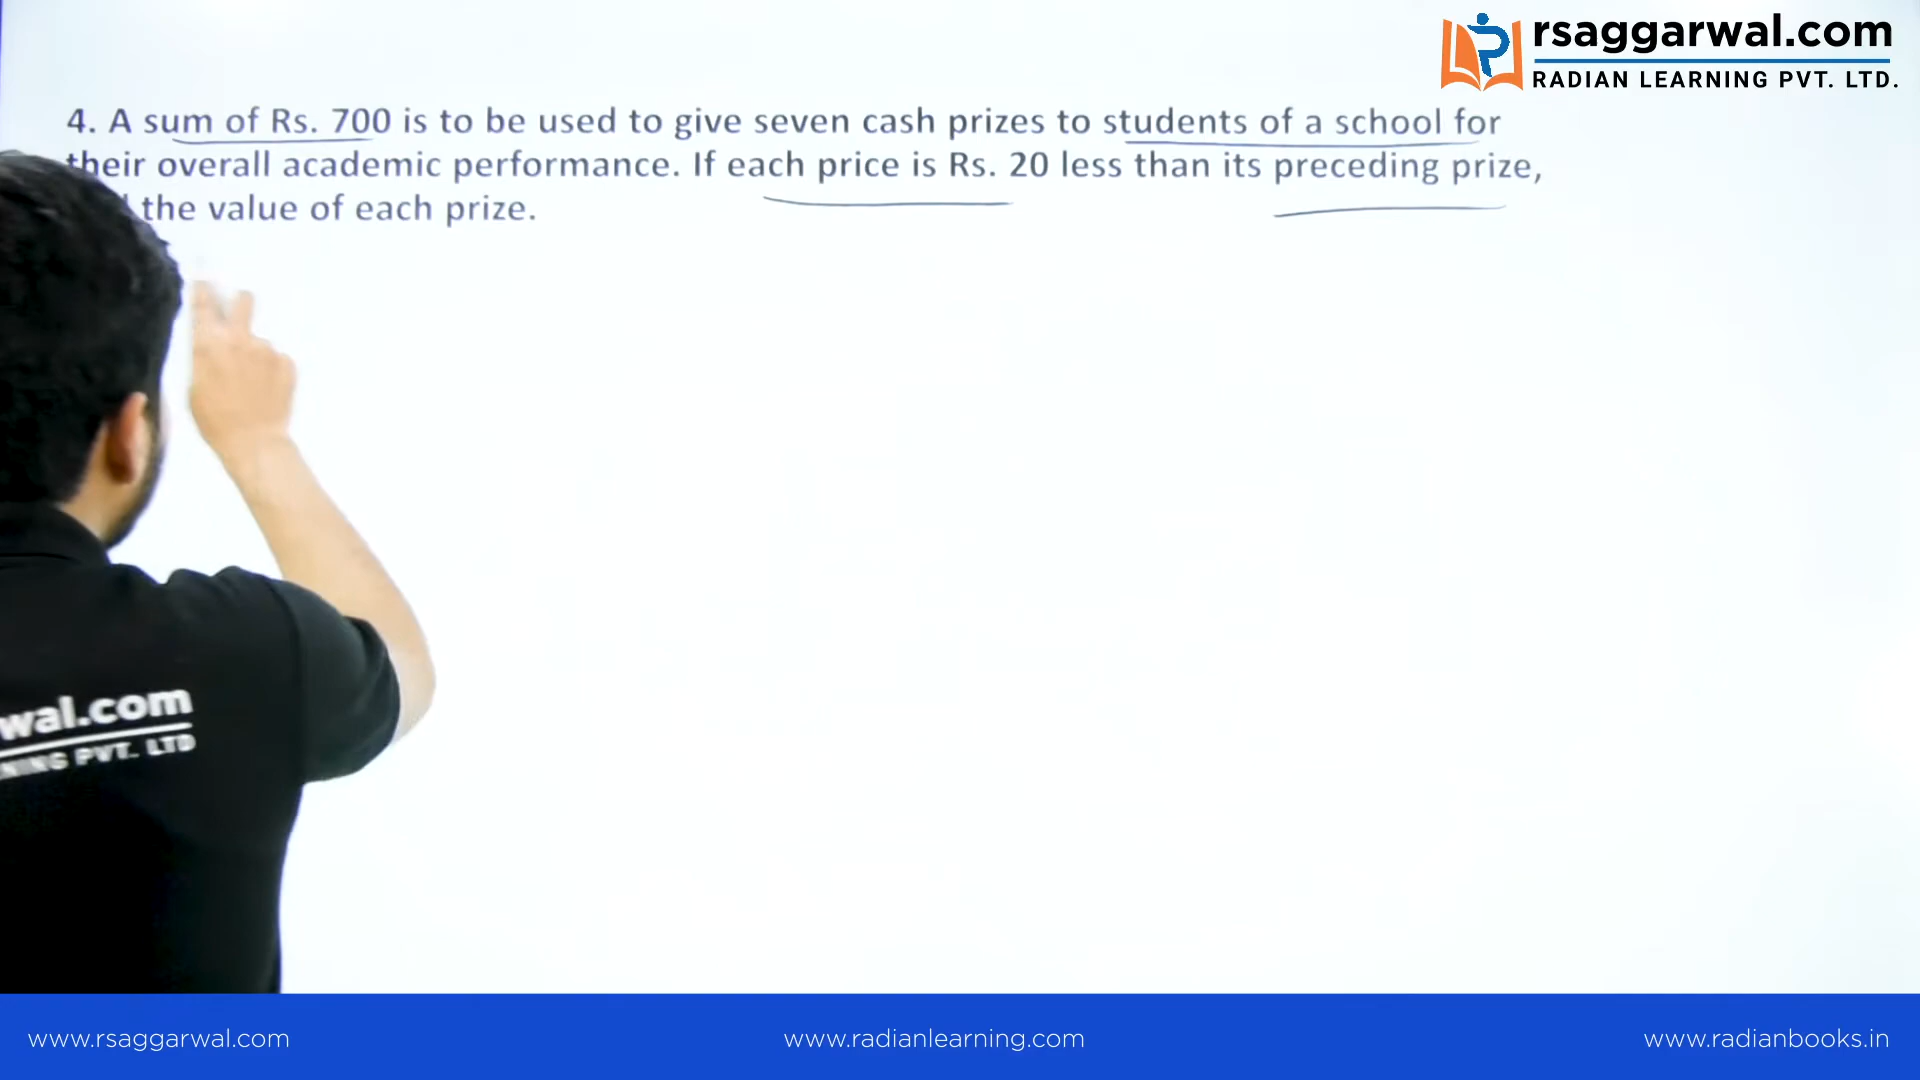 rsaggarwal.com
RADIAN LEARNING PVT. LTD.
4. A sum of Rs. 700 is to be used to give seven cash prizes to students of a school for
their overall academic performance. If each price is Rs. 20 less than its preceding prize,
the value of each prize.
wal.com
NING PVT. LTD
www.rsaggarwal.com
www.radianlearning.com
www.radianbooks.in